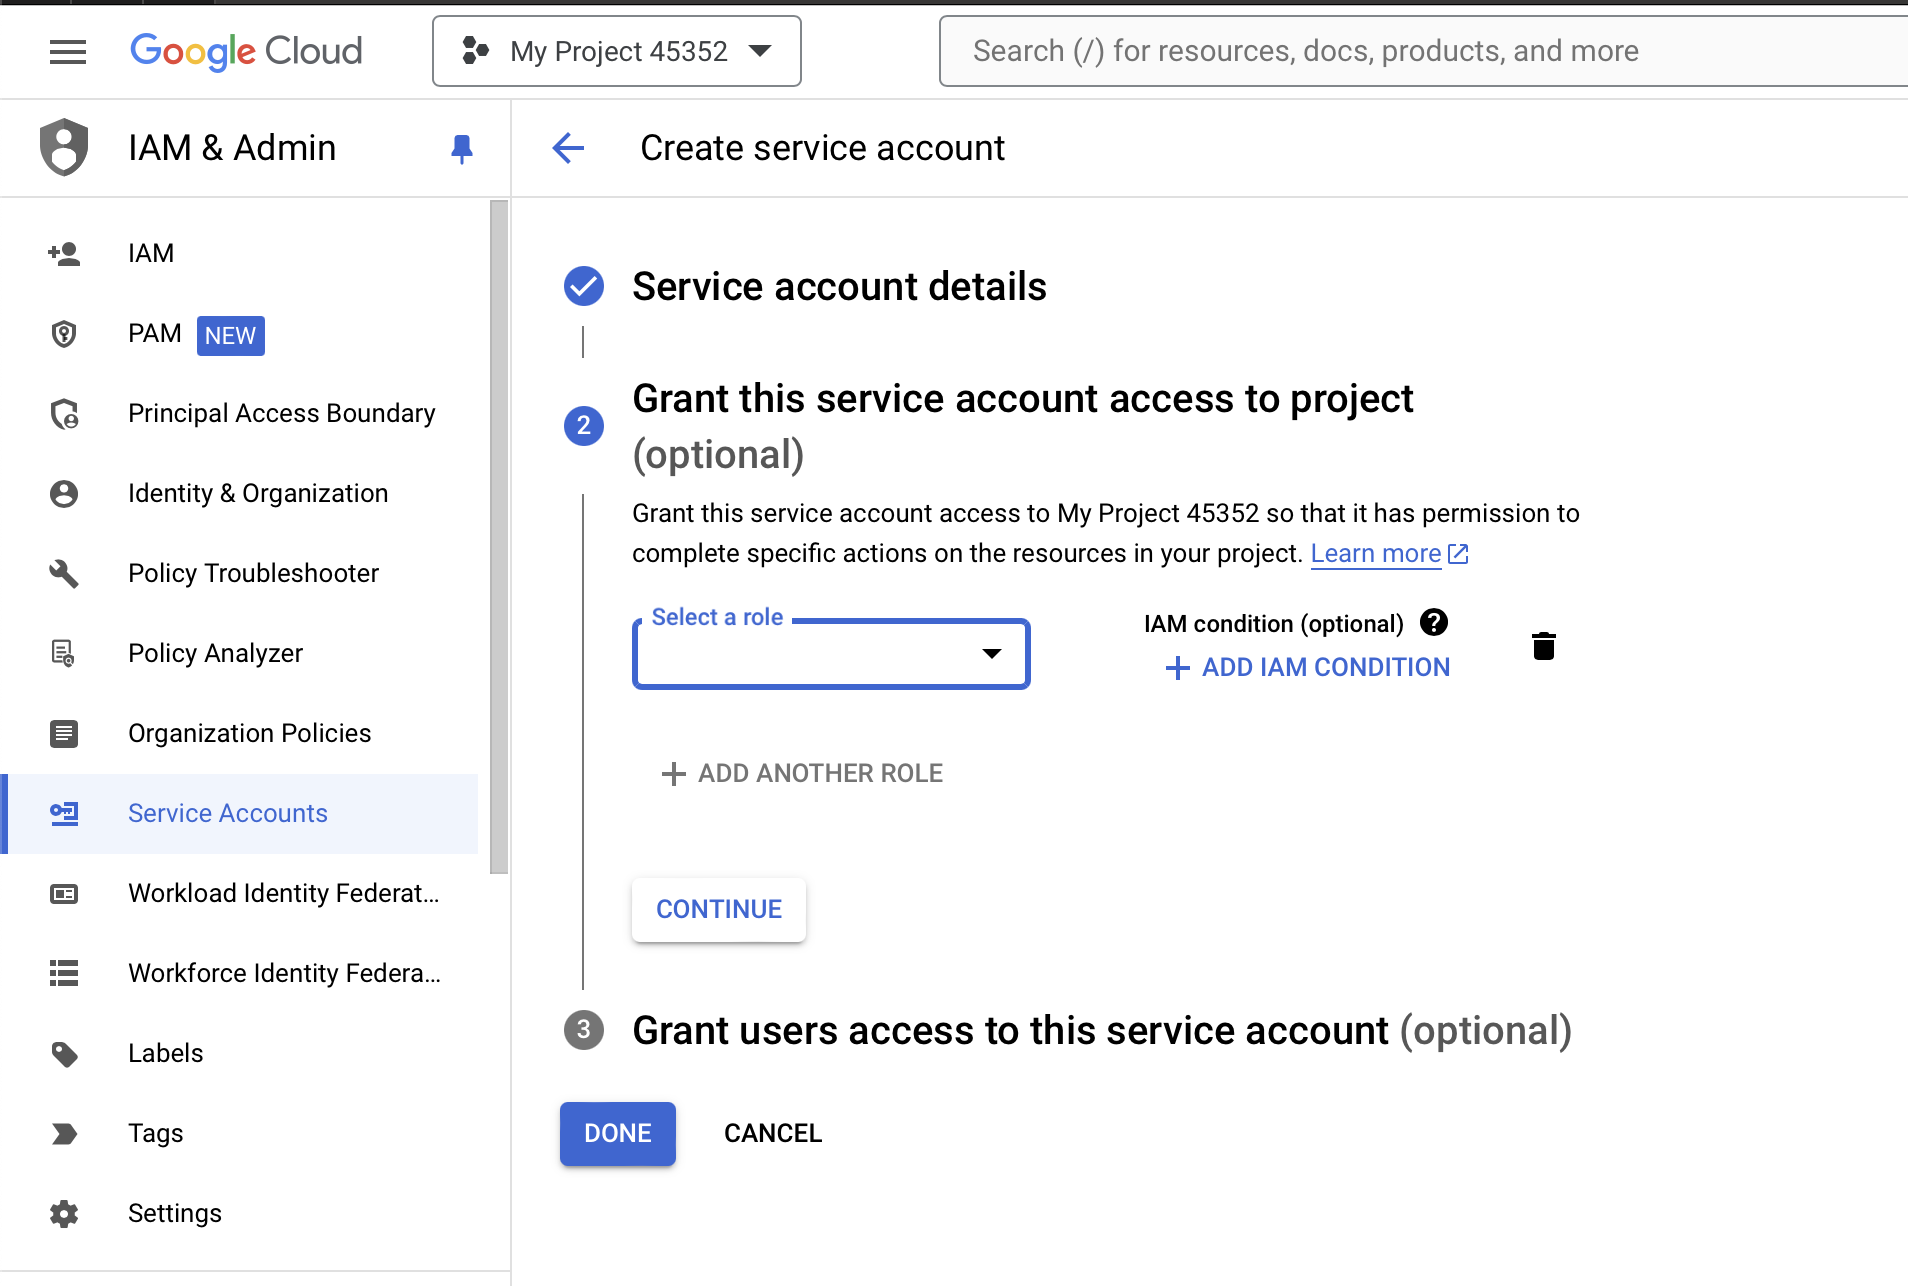 Google Cloud
My Project 45352
Search (/) for resources, docs, products, and more
IAM & Admin
Create service account
IAM
PAM NEW
Principal Access Boundary
Identity & Organization
Policy Troubleshooter
Policy Analyzer
Organization Policies
Service Accounts
Workload Identity Federat...
Workforce Identity Federa...
Labels
Tags
Settings
Service account details
2
Grant this service account access to project
(optional)
Grant this service account access to My Project 45352 so that it has permission to
complete specific actions on the resources in your project. Learn more
Select a role
IAM condition (optional) ?
+ ADD IAM CONDITION
+ ADD ANOTHER ROLE
CONTINUE
3 Grant users access to this service account (optional)
DONE CANCEL